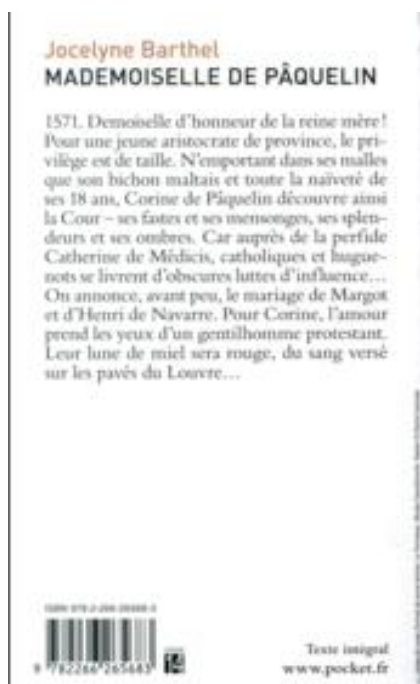 Jocelyne Barthel
MADEMOISELLE DE PÂQUELIN
1571. Demoiselle d'honneur de la reine mère !
Pour une jeune aristocrate de province, le pri-
vilège est de taille. N'emportant dans ses malles
que son bichon maltais et toute la naïveté de
ses 18 ans, Corine de Pâquelin découvre ainsi
la Cour – ses fastes et ses mensonges, ses splen-
deurs et ses ombres. Car auprès de la perfide
Catherine de Médicis, catholiques et hugue-
nots se livrent d'obscures luttes d'influence…
On annonce, avant peu, le mariage de Margot
et d'Henri de Navarre. Pour Corine, l'amour
prend les yeux d'un gentilhomme protestant.
Leur lune de miel sera rouge, du sang versé
sur les pavés du Louvre…
9 782266 265683
Texte intégral
www.pocket.fr